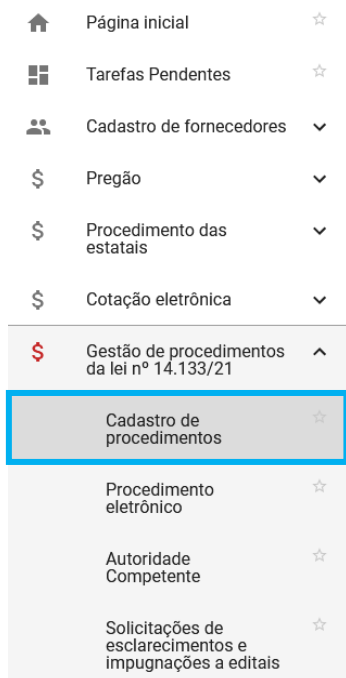 Página inicial
Tarefas Pendentes
Cadastro de fornecedores
$ Pregão
$ Procedimento das
estatais
$ Cotação eletrônica
$ Gestão de procedimentos
da lei nº 14.133/21
Cadastro de
procedimentos
Procedimento
eletrônico
Autoridade
Competente
Solicitações de
esclarecimentos e
impugnações a editais